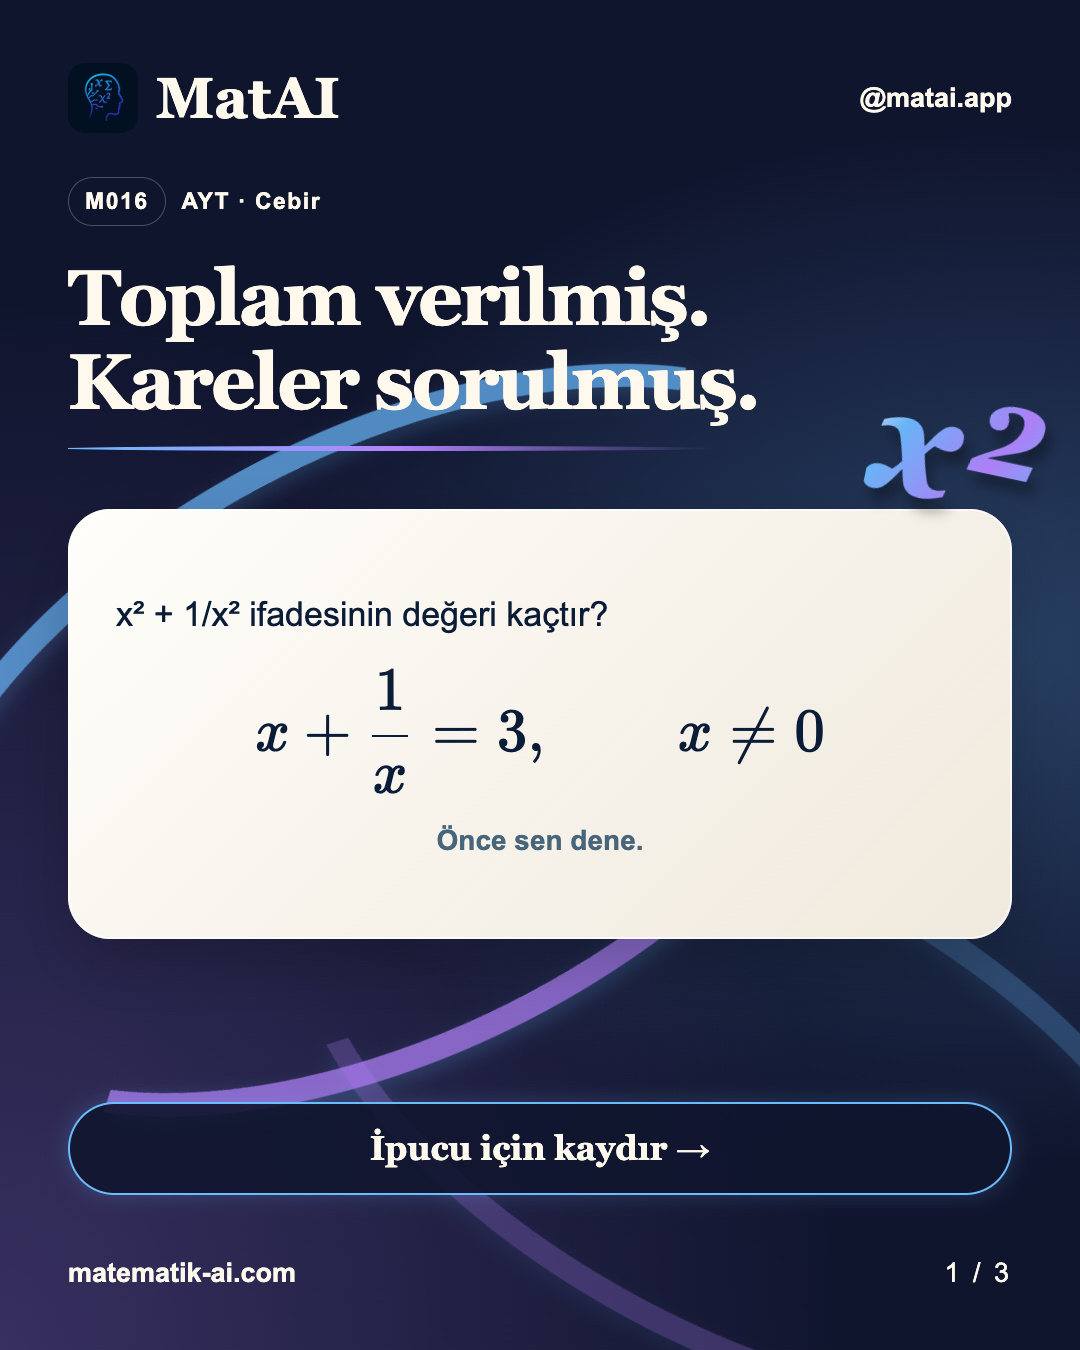 MatAI
@matai.app
M016 AYT · Cebir
Toplam verilmiş.
Kareler sorulmuş.
x²
x² + 1/x² ifadesinin değeri kaçtır?
x + 1/x = 3, x ≠ 0
Önce sen dene.
İpucu için kaydır →
matematik-ai.com
1 / 3